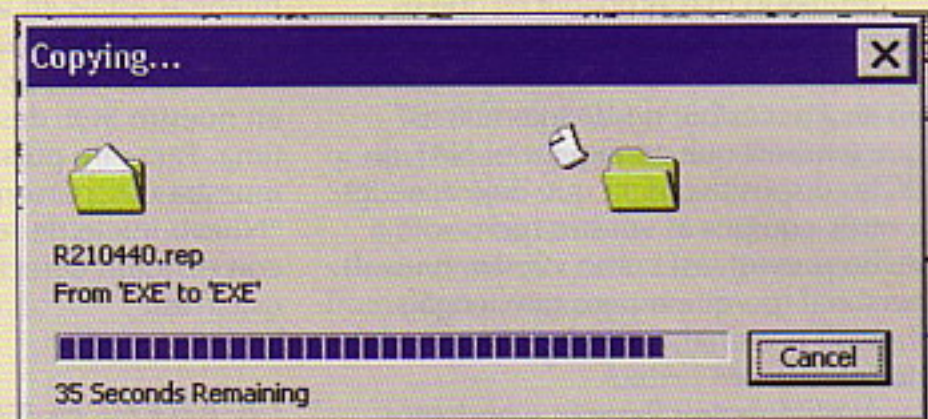 Copying...
R210440.rep
From 'EXE' to 'EXE'
Cancel
35 Seconds Remaining